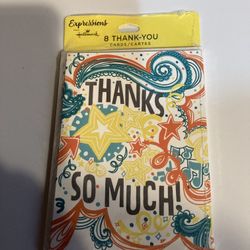 Expressions
Hallmark
8 THANK-YOU
CARDS/CARTES
THANKS
SO MUCH!